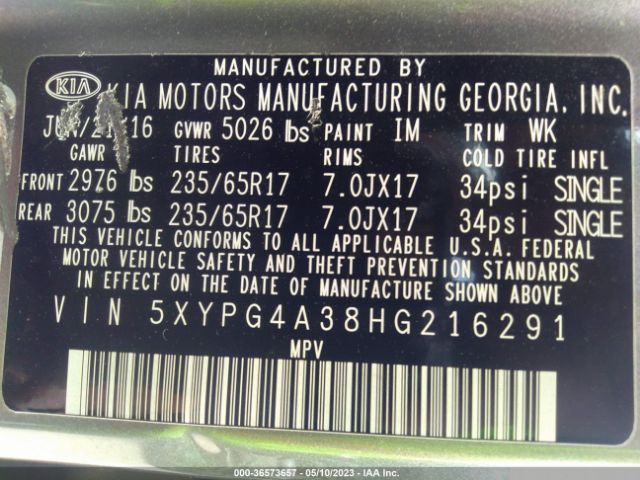 MANUFACTURED BY
KIA KIA MOTORS MANUFACTURING GEORGIA, INC.
JUN/21/16 GVWR 5026 lbs PAINT IM TRIM WK
GAWR TIRES RIMS COLD TIRE INFL
FRONT 2976 lbs 235/65R17 7.0JX17 34psi SINGLE
REAR 3075 lbs 235/65R17 7.0JX17 34psi SINGLE
THIS VEHICLE CONFORMS TO ALL APPLICABLE U.S.A. FEDERAL
MOTOR VEHICLE SAFETY AND THEFT PREVENTION STANDARDS
IN EFFECT ON THE DATE OF MANUFACTURE SHOWN ABOVE
VIN 5XYPG4A38HG216291
MPV
000-36573657 - 05/10/2023 - IAA Inc.